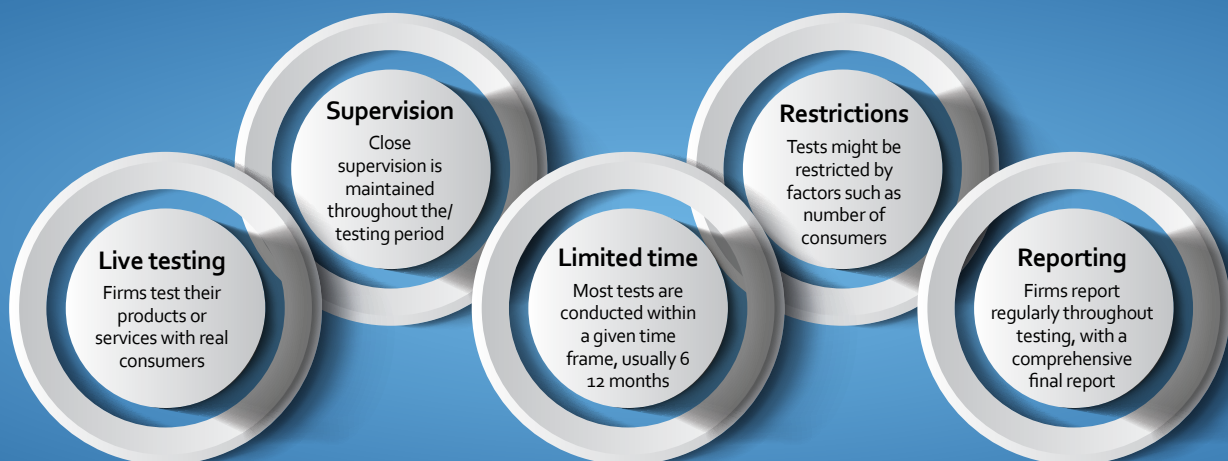 Live testing
Firms test their
products or
services with real
consumers
Supervision
Close
supervision is
maintained
throughout the/
testing period
Limited time
Most tests are
conducted within
a given time
frame, usually 6
12 months
Restrictions
Tests might be
restricted by
factors such as
number of
consumers
Reporting
Firms report
regularly throughout
testing, with a
comprehensive
final report